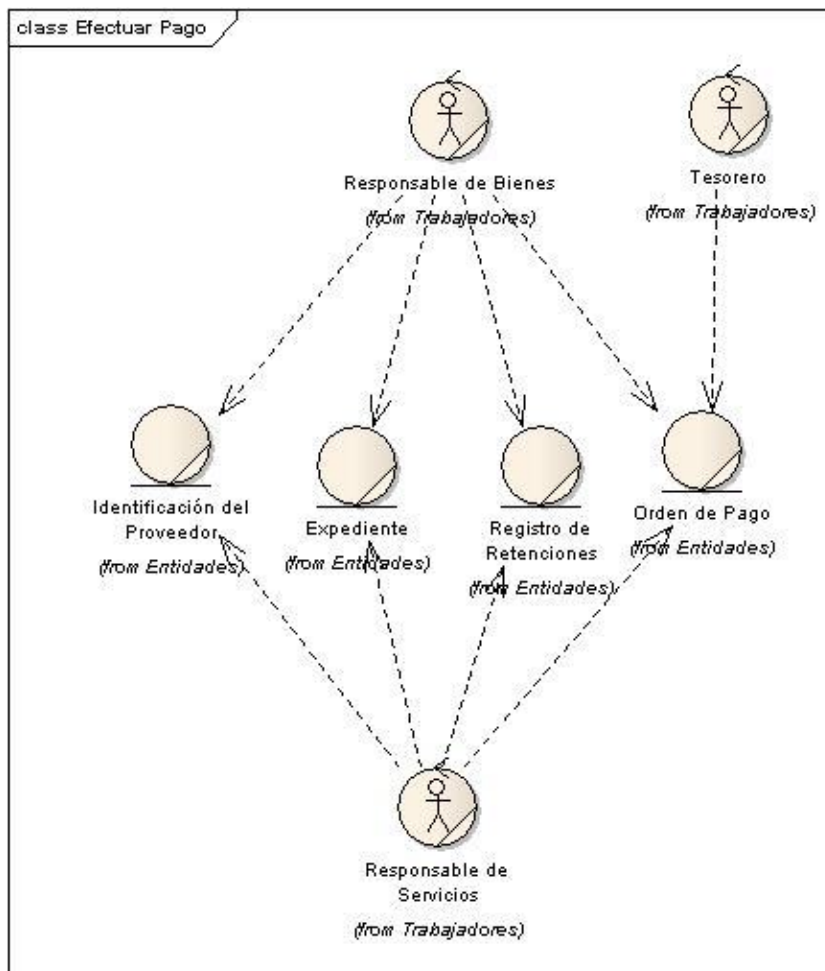 class Efectuar Pago
Responsable de Bienes
(from Trabajadores)
Tesorero
(from Trabajadores)
Identificación del
Proveedor
(from Entidades)
Expediente
(from Entidades)
Registro de
Retenciones
(from Entidades)
Orden de Pago
(from Entidades)
Responsable de
Servicios
(from Trabajadores)